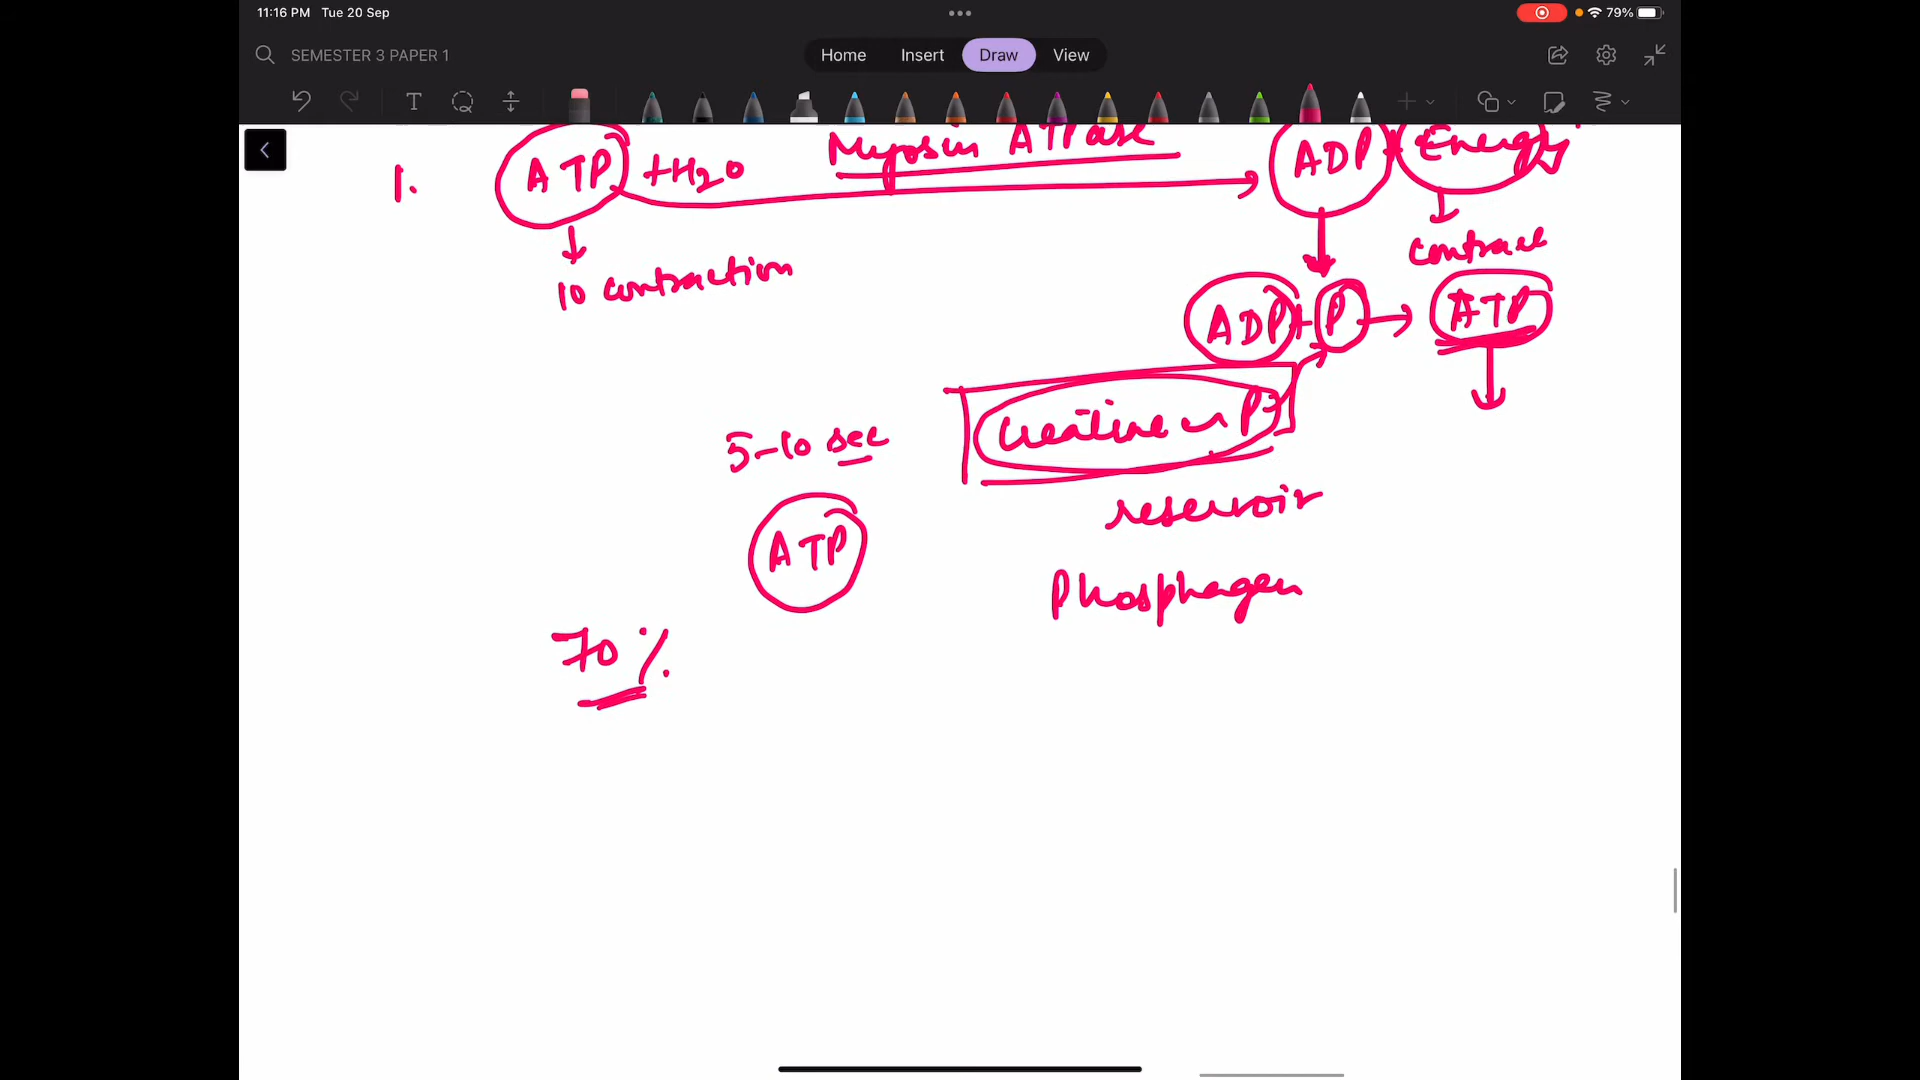 11:16 PM Tue 20 Sep
79%
SEMESTER 3 PAPER 1
Home Insert Draw View
T
1. ATP + H2O Myosin ATPase ADP + Energy
10 contraction
contract
ADP + P → ATP
Creatine ~ P
5-10 sec
reservoir
ATP
Phosphagen
70%